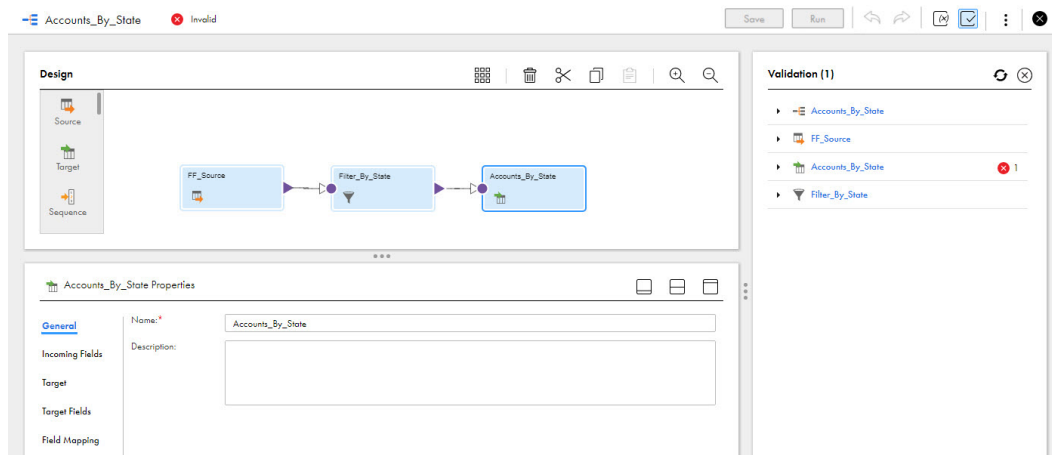 Accounts_By_State Invalid Save Run (x)
Design
Source
Target
Sequence
FF_Source
Filter_By_State
Accounts_By_State
Validation (1)
Accounts_By_State
FF_Source
Accounts_By_State 1
Filter_By_State
Accounts_By_State Properties
General
Incoming Fields
Target
Target Fields
Field Mapping
Name:*
Accounts_By_State
Description: